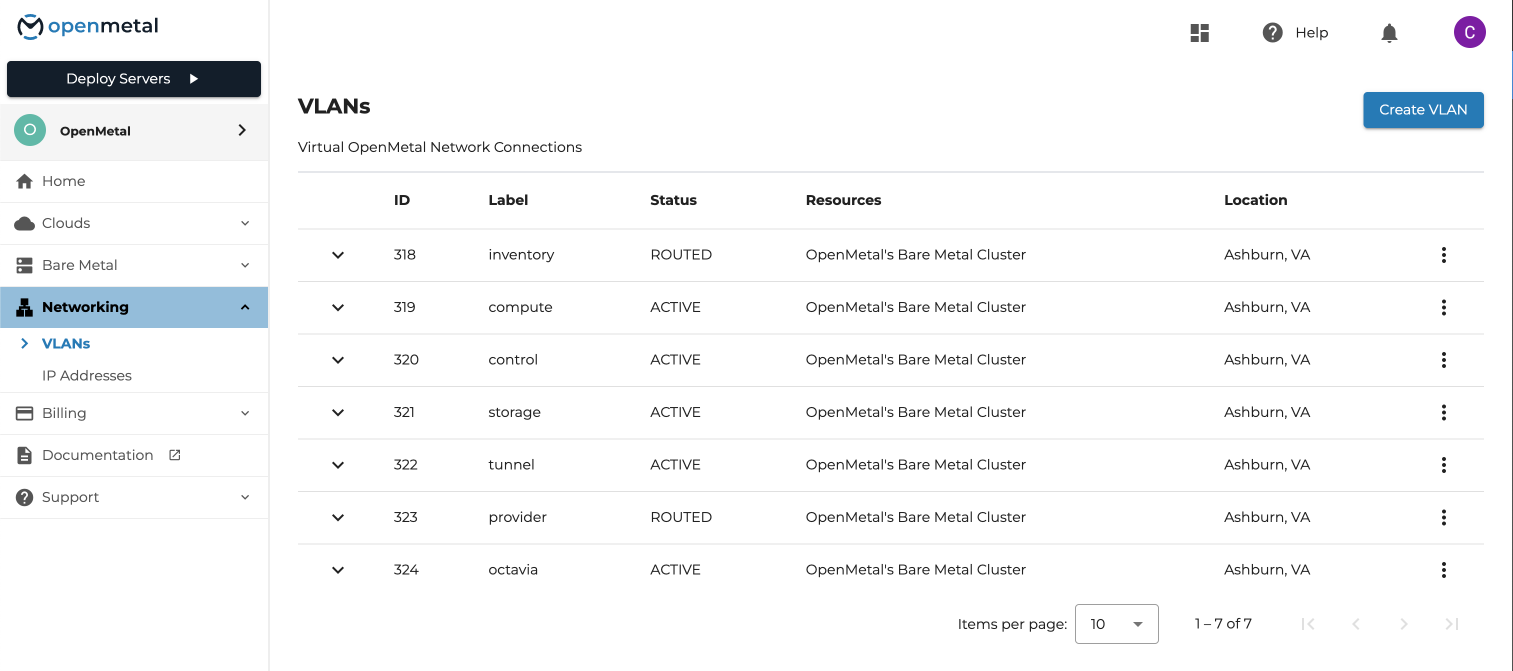 openmetal
Help
C
Deploy Servers
O OpenMetal
Home
Clouds
Bare Metal
Networking
VLANs
IP Addresses
Billing
Documentation
Support
VLANs
Create VLAN
Virtual OpenMetal Network Connections
ID Label Status Resources Location
318 inventory ROUTED OpenMetal's Bare Metal Cluster Ashburn, VA
319 compute ACTIVE OpenMetal's Bare Metal Cluster Ashburn, VA
320 control ACTIVE OpenMetal's Bare Metal Cluster Ashburn, VA
321 storage ACTIVE OpenMetal's Bare Metal Cluster Ashburn, VA
322 tunnel ACTIVE OpenMetal's Bare Metal Cluster Ashburn, VA
323 provider ROUTED OpenMetal's Bare Metal Cluster Ashburn, VA
324 octavia ACTIVE OpenMetal's Bare Metal Cluster Ashburn, VA
Items per page: 10 1 – 7 of 7